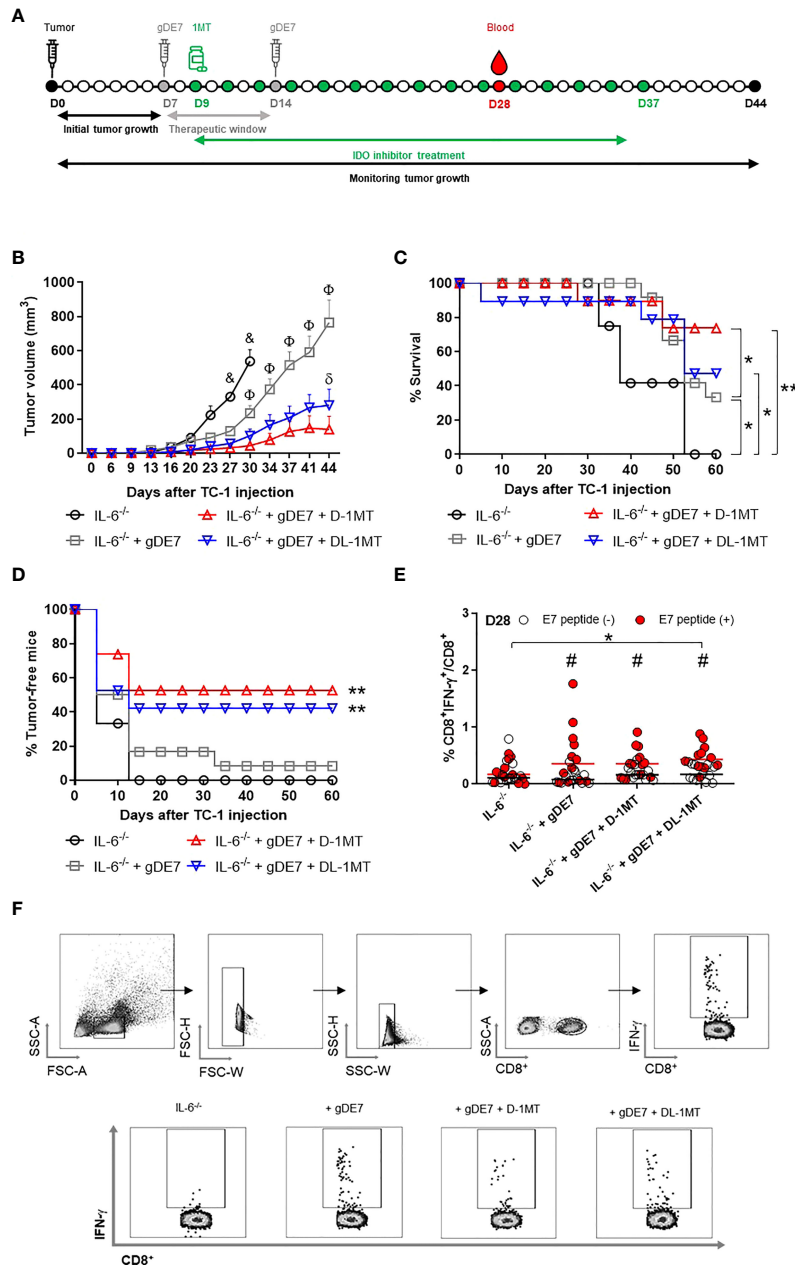 A
Tumor gDE7 1MT gDE7 Blood
D0 D7 D9 D14 D28 D37 D44
Initial tumor growth Therapeutic window
IDO inhibitor treatment
Monitoring tumor growth
B
Tumor volume (mm³)
1000
800
600
400
200
0
& & Φ Φ Φ Φ Φ Φ δ
0 6 9 13 16 20 23 27 30 34 37 41 44
Days after TC-1 injection
IL-6⁻/⁻ IL-6⁻/⁻ + gDE7 + D-1MT
IL-6⁻/⁻ + gDE7 IL-6⁻/⁻ + gDE7 + DL-1MT
C
% Survival
100
80
60
40
20
0
* * * **
0 10 20 30 40 50 60
Days after TC-1 injection
IL-6⁻/⁻ IL-6⁻/⁻ + gDE7 + D-1MT
IL-6⁻/⁻ + gDE7 IL-6⁻/⁻ + gDE7 + DL-1MT
D
% Tumor-free mice
100
80
60
40
20
0
**
**
0 10 20 30 40 50 60
Days after TC-1 injection
IL-6⁻/⁻ IL-6⁻/⁻ + gDE7 + D-1MT
IL-6⁻/⁻ + gDE7 IL-6⁻/⁻ + gDE7 + DL-1MT
E
% CD8⁺IFN-γ⁺/CD8⁺
3
2
1
0
D28 E7 peptide (-) E7 peptide (+)
*
# # #
IL-6⁻/⁻
IL-6⁻/⁻ + gDE7
IL-6⁻/⁻ + gDE7 + D-1MT
IL-6⁻/⁻ + gDE7 + DL-1MT
F
SSC-A FSC-H SSC-H SSC-A IFN-γ
FSC-A FSC-W SSC-W CD8⁺ CD8⁺
IL-6⁻/⁻ + gDE7 + gDE7 + D-1MT + gDE7 + DL-1MT
IFN-γ
CD8⁺